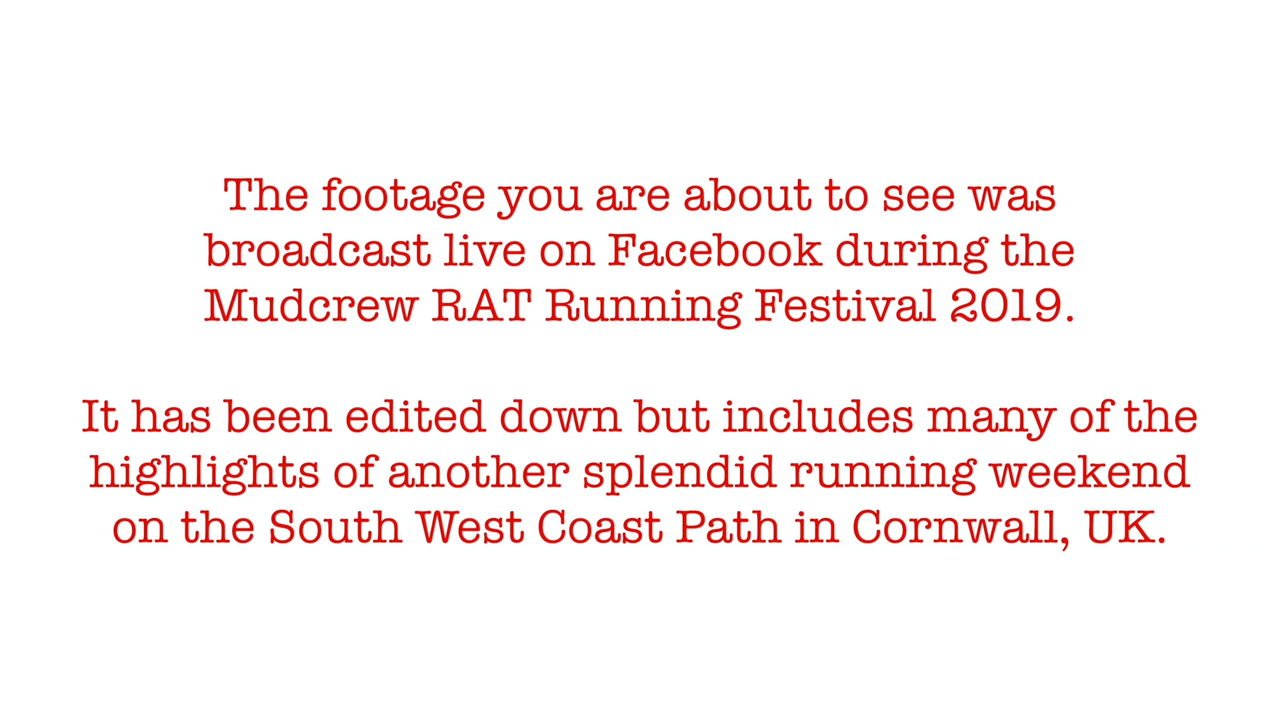 The footage you are about to see was
broadcast live on Facebook during the
Mudcrew RAT Running Festival 2019.
It has been edited down but includes many of the
highlights of another splendid running weekend
on the South West Coast Path in Cornwall, UK.